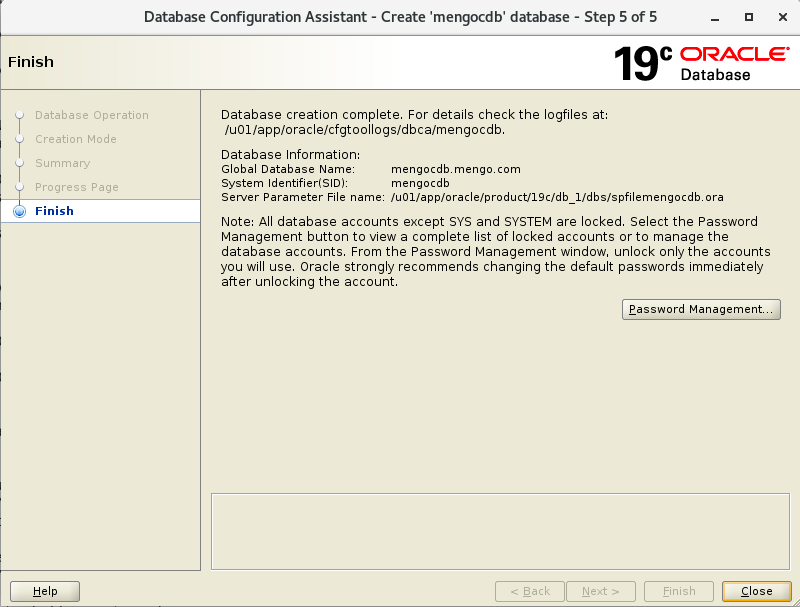 Database Configuration Assistant - Create 'mengocdb' database - Step 5 of 5
Finish
19c ORACLE
Database
Database Operation
Creation Mode
Summary
Progress Page
Finish
Database creation complete. For details check the logfiles at:
/u01/app/oracle/cfgtoollogs/dbca/mengocdb.
Database Information:
Global Database Name: mengocdb.mengo.com
System Identifier(SID): mengocdb
Server Parameter File name: /u01/app/oracle/product/19c/db_1/dbs/spfilemengocdb.ora
Note: All database accounts except SYS and SYSTEM are locked. Select the Password
Management button to view a complete list of locked accounts or to manage the
database accounts. From the Password Management window, unlock only the accounts
you will use. Oracle strongly recommends changing the default passwords immediately
after unlocking the account.
Password Management...
Help
< Back
Next >
Finish
Close